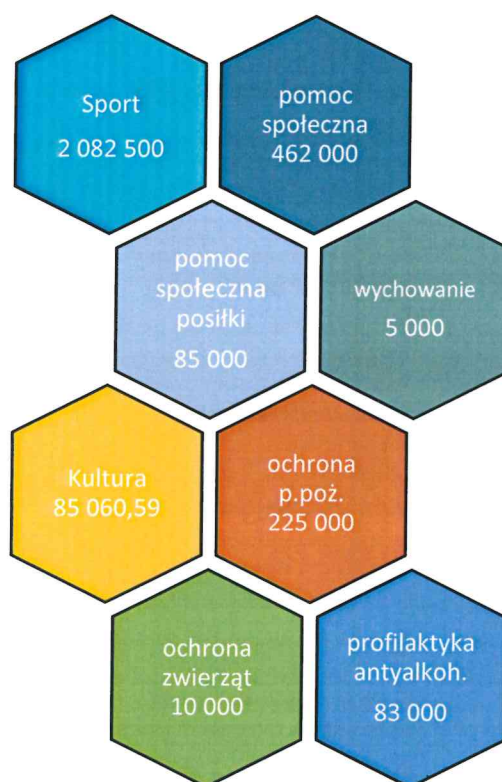 Sport
2 082 500
pomoc
społeczna
462 000
pomoc
społeczna
posiłki
85 000
wychowanie
5 000
Kultura
85 060,59
ochrona
p.poż.
225 000
ochrona
zwierząt
10 000
profilaktyka
antyalkoh.
83 000